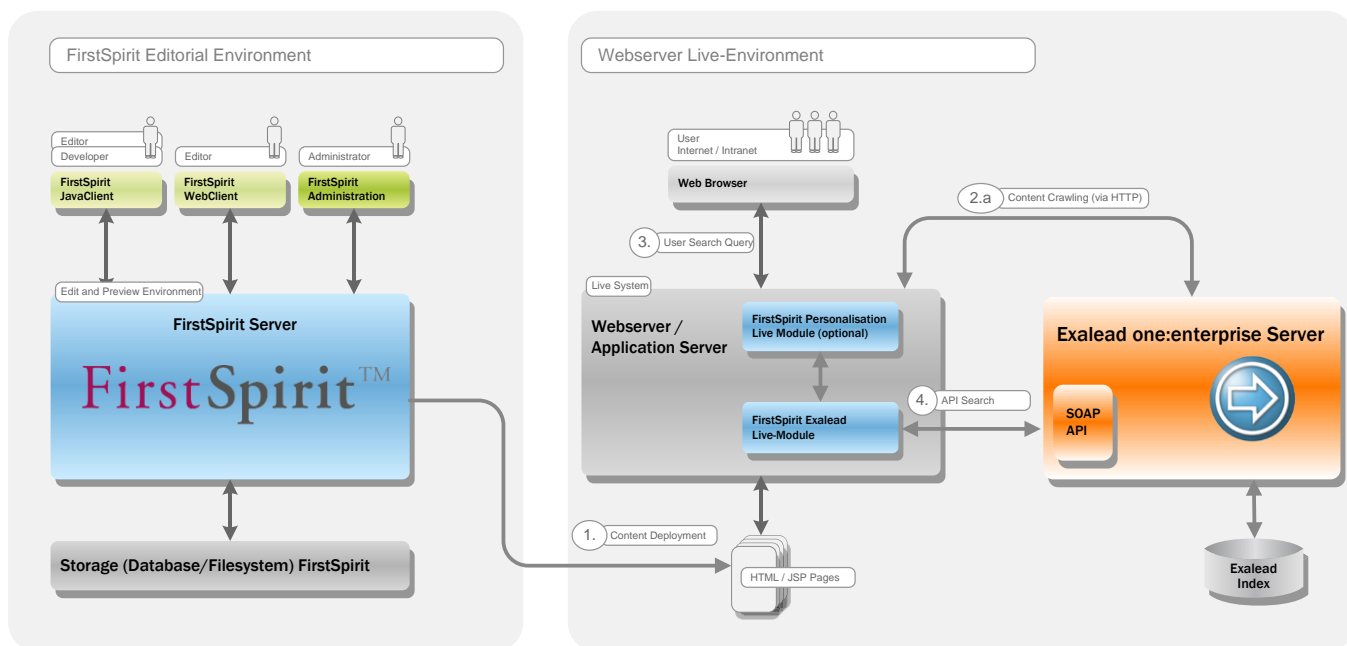 FirstSpirit Editorial Environment
Editor
Developer
FirstSpirit
JavaClient
Editor
FirstSpirit
WebClient
Administrator
FirstSpirit
Administration
Edit and Preview Environment
FirstSpirit Server
FirstSpirit™
Storage (Database/Filesystem) FirstSpirit
Webserver Live-Environment
User
Internet / Intranet
Web Browser
3. User Search Query
2.a Content Crawling (via HTTP)
Live System
Webserver /
Application Server
FirstSpirit Personalisation
Live Module (optional)
FirstSpirit Exalead
Live-Module
4. API Search
Exalead one:enterprise Server
SOAP
API
1. Content Deployment
HTML / JSP Pages
Exalead
Index